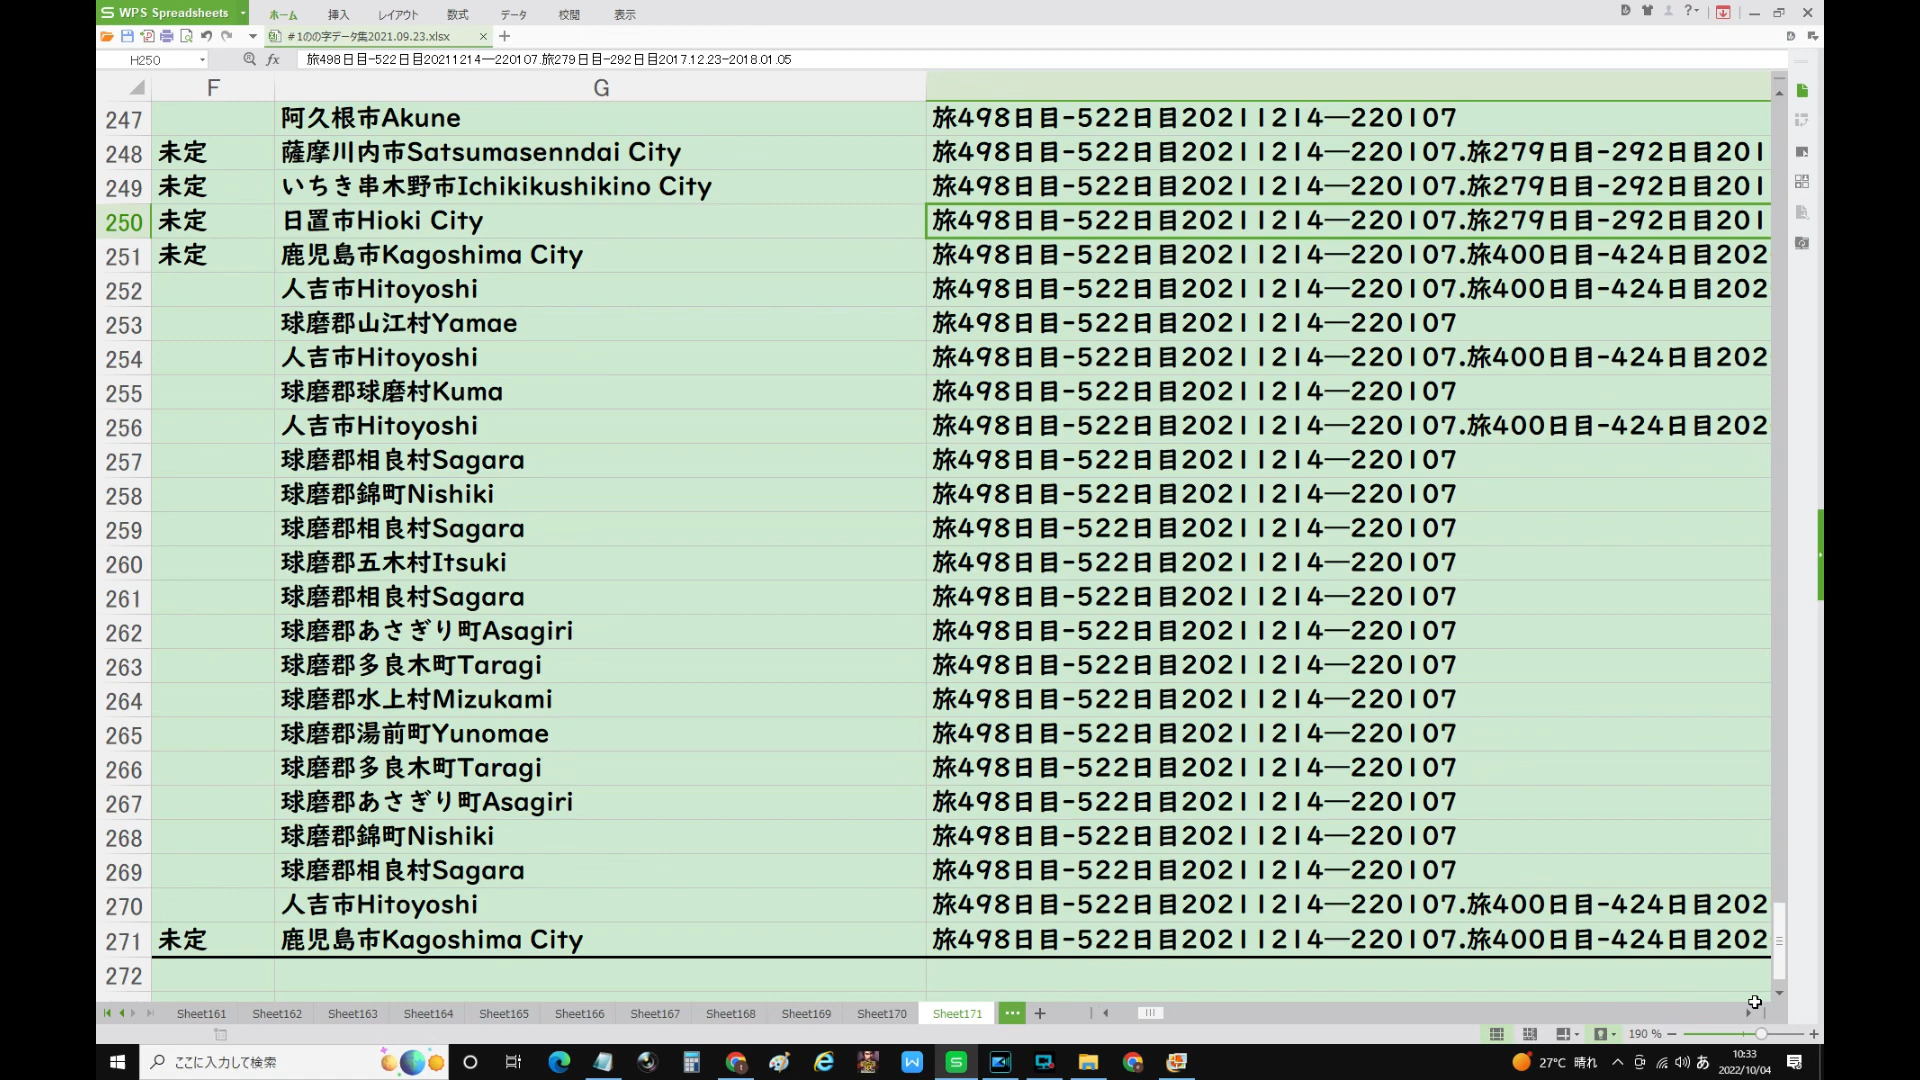 WPS Spreadsheets
ホーム 挿入 レイアウト 数式 データ 校閲 表示
#1のの字データ集2021.09.23.xlsx
H250
fx
旅498日目-522日目20211214—220107.旅279日目-292日目2017.12.23-2018.01.05
F G
247 阿久根市Akune 旅498日目-522日目20211214—220107
248 未定 薩摩川内市Satsumasenndai City 旅498日目-522日目20211214—220107.旅279日目-292日目201
249 未定 いちき串木野市Ichikikushikino City 旅498日目-522日目20211214—220107.旅279日目-292日目201
250 未定 日置市Hioki City 旅498日目-522日目20211214—220107.旅279日目-292日目201
251 未定 鹿児島市Kagoshima City 旅498日目-522日目20211214—220107.旅400日目-424日目202
252 人吉市Hitoyoshi 旅498日目-522日目20211214—220107.旅400日目-424日目202
253 球磨郡山江村Yamae 旅498日目-522日目20211214—220107
254 人吉市Hitoyoshi 旅498日目-522日目20211214—220107.旅400日目-424日目202
255 球磨郡球磨村Kuma 旅498日目-522日目20211214—220107
256 人吉市Hitoyoshi 旅498日目-522日目20211214—220107.旅400日目-424日目202
257 球磨郡相良村Sagara 旅498日目-522日目20211214—220107
258 球磨郡錦町Nishiki 旅498日目-522日目20211214—220107
259 球磨郡相良村Sagara 旅498日目-522日目20211214—220107
260 球磨郡五木村Itsuki 旅498日目-522日目20211214—220107
261 球磨郡相良村Sagara 旅498日目-522日目20211214—220107
262 球磨郡あさぎり町Asagiri 旅498日目-522日目20211214—220107
263 球磨郡多良木町Taragi 旅498日目-522日目20211214—220107
264 球磨郡水上村Mizukami 旅498日目-522日目20211214—220107
265 球磨郡湯前町Yunomae 旅498日目-522日目20211214—220107
266 球磨郡多良木町Taragi 旅498日目-522日目20211214—220107
267 球磨郡あさぎり町Asagiri 旅498日目-522日目20211214—220107
268 球磨郡錦町Nishiki 旅498日目-522日目20211214—220107
269 球磨郡相良村Sagara 旅498日目-522日目20211214—220107
270 人吉市Hitoyoshi 旅498日目-522日目20211214—220107.旅400日目-424日目202
271 未定 鹿児島市Kagoshima City 旅498日目-522日目20211214—220107.旅400日目-424日目202
272
Sheet161 Sheet162 Sheet163 Sheet164 Sheet165 Sheet166 Sheet167 Sheet168 Sheet169 Sheet170 Sheet171
190 %
ここに入力して検索
27°C 晴れ あ
10:33
2022/10/04